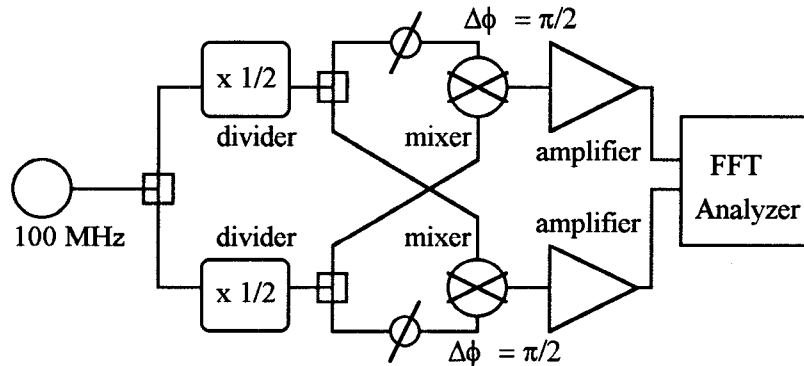 Δϕ = π/2
x 1/2
divider
mixer
amplifier
FFT
Analyzer
100 MHz
divider
mixer
amplifier
x 1/2
Δϕ = π/2